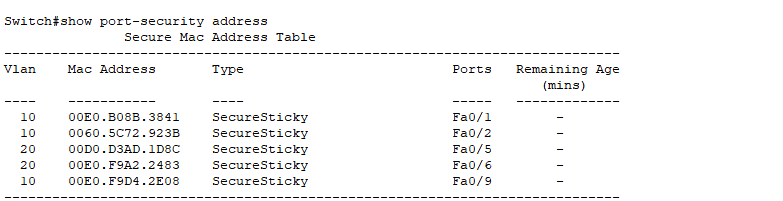 Switch#show port-security address
Secure Mac Address Table
-----------------------------------------------------------------------------
Vlan Mac Address Type Ports Remaining Age
(mins)
---- ----------- ---- ----- -------------
10 00E0.B08B.3841 SecureSticky Fa0/1 -
10 0060.5C72.923B SecureSticky Fa0/2 -
20 00D0.D3AD.1D8C SecureSticky Fa0/5 -
20 00E0.F9A2.2483 SecureSticky Fa0/6 -
10 00E0.F9D4.2E08 SecureSticky Fa0/9 -
-----------------------------------------------------------------------------